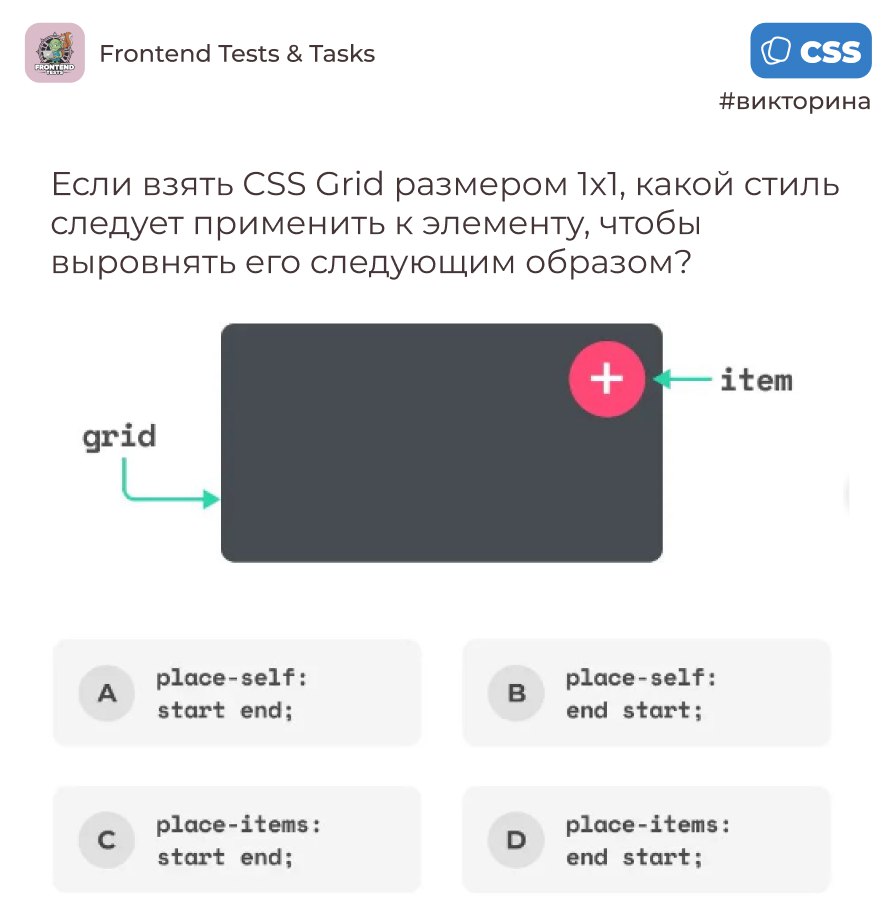 FRONTEND
TESTS
Frontend Tests & Tasks
CSS
#викторина
Если взять CSS Grid размером 1x1, какой стиль
следует применить к элементу, чтобы
выровнять его следующим образом?
+
item
grid
A
place-self:
start end;
B
place-self:
end start;
C
place-items:
start end;
D
place-items:
end start;